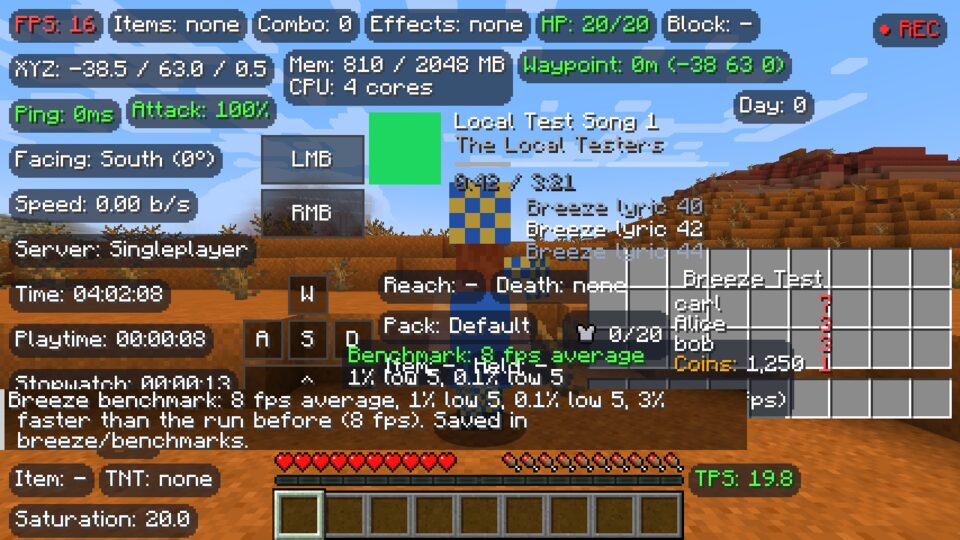 FPS: 16
Items: none
Combo: 0
Effects: none
HP: 20/20
Block: -
● REC
XYZ: -38.5 / 63.0 / 0.5
Mem: 810 / 2048 MB
CPU: 4 cores
Waypoint: 0m (-38 63 0)
Ping: 0ms
Attack: 100%
Day: 0
Local Test Song 1
The Local Testers
0:42 / 3:21
Facing: South (0°)
LMB
RMB
Speed: 0.00 b/s
Breeze lyric 40
Breeze lyric 42
Breeze lyric 44
Server: Singleplayer
Reach: -
Death: none
Breeze Test
carl 7
Alice 3
bob 3
Coins: 1,250 1
Time: 04:02:08
W
A
S
D
Pack: Default
0/20
Playtime: 00:00:08
Benchmark: 8 fps average
1% low 5, 0.1% low 5
Stopwatch: 00:00:13
Breeze benchmark: 8 fps average, 1% low 5, 0.1% low 5, 3%
faster than the run before (8 fps). Saved in
breeze/benchmarks.
fps)
Item: -
TNT: none
TPS: 19.8
Saturation: 20.0